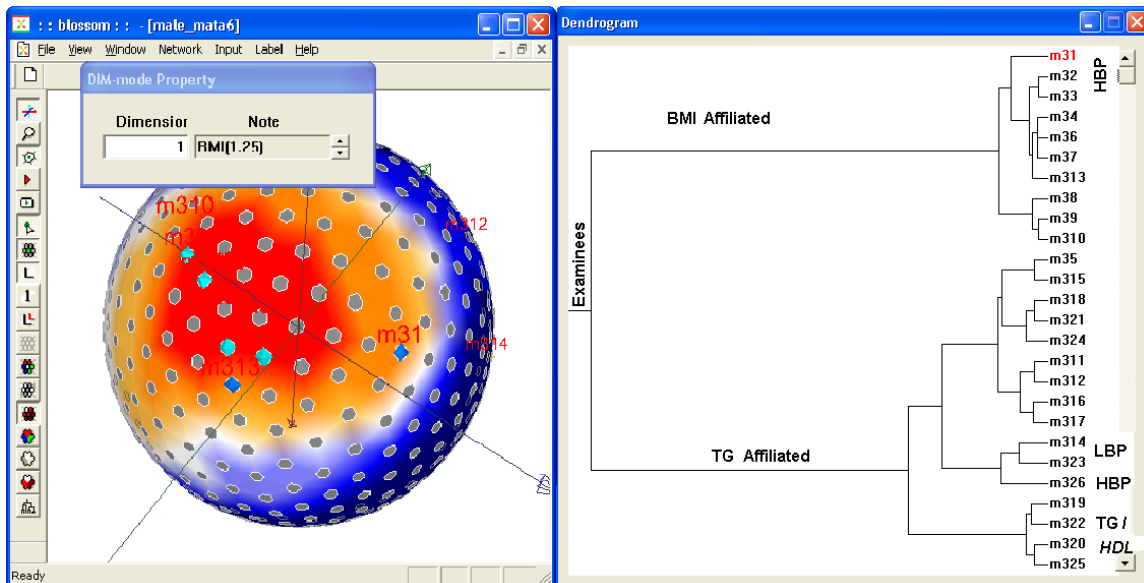 : : blossom : : - [male_mata6]
File View Window Network Input Label Help
DIM-mode Property
Dimension Note
1 BMI(1.25)
m310
m312
m3
m31
m314
m313
1
Ready
Dendrogram
m31
m32
m33
m34
m36
m37
m313
m38
m39
m310
m35
m315
m318
m321
m324
m311
m312
m316
m317
m314
m323
m326
m319
m322
m320
m325
HBP
BMI Affiliated
Examinees
TG Affiliated
LBP
HBP
TG /
HDL